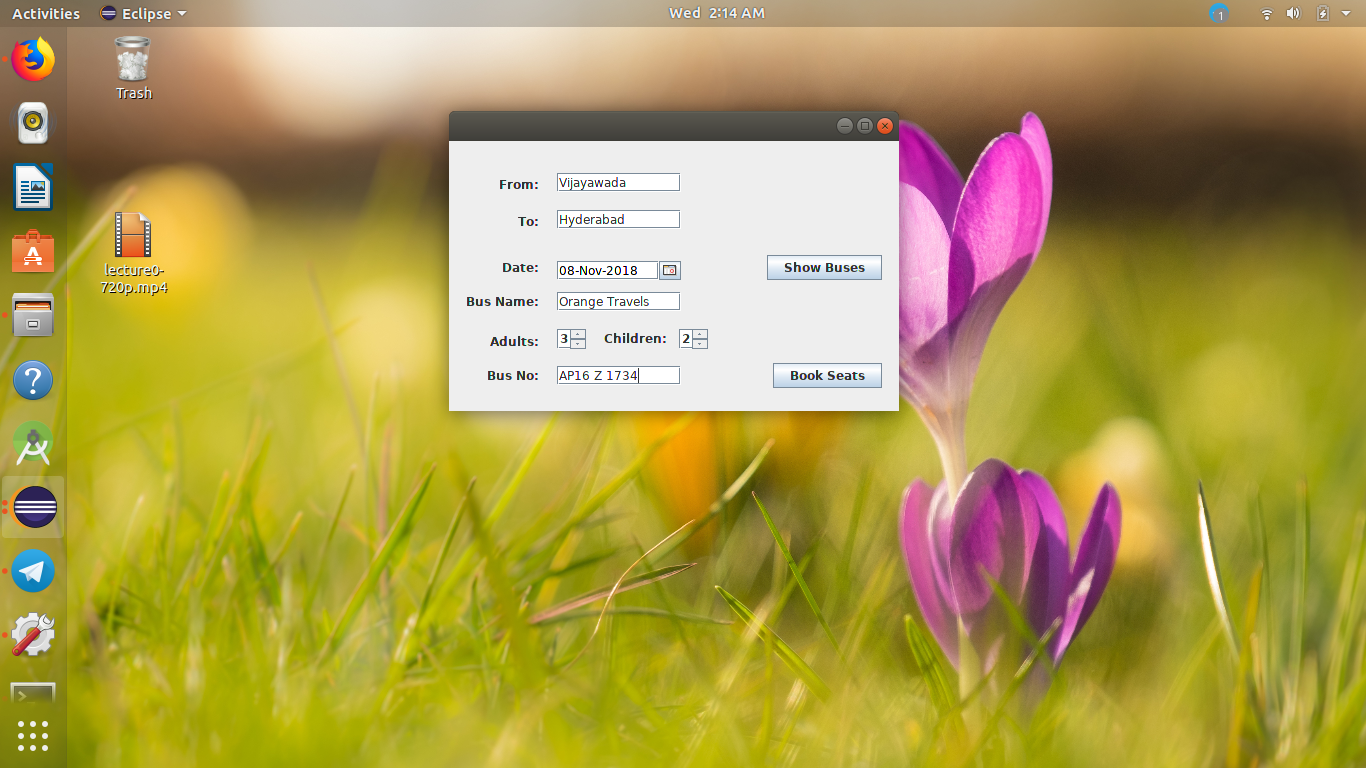 Activities Eclipse Wed 2:14 AM 1
Trash
lecture0-
720p.mp4
From: Vijayawada
To: Hyderabad
Date: 08-Nov-2018 Show Buses
Bus Name: Orange Travels
Adults: 3 Children: 2
Bus No: AP16 Z 1734 Book Seats